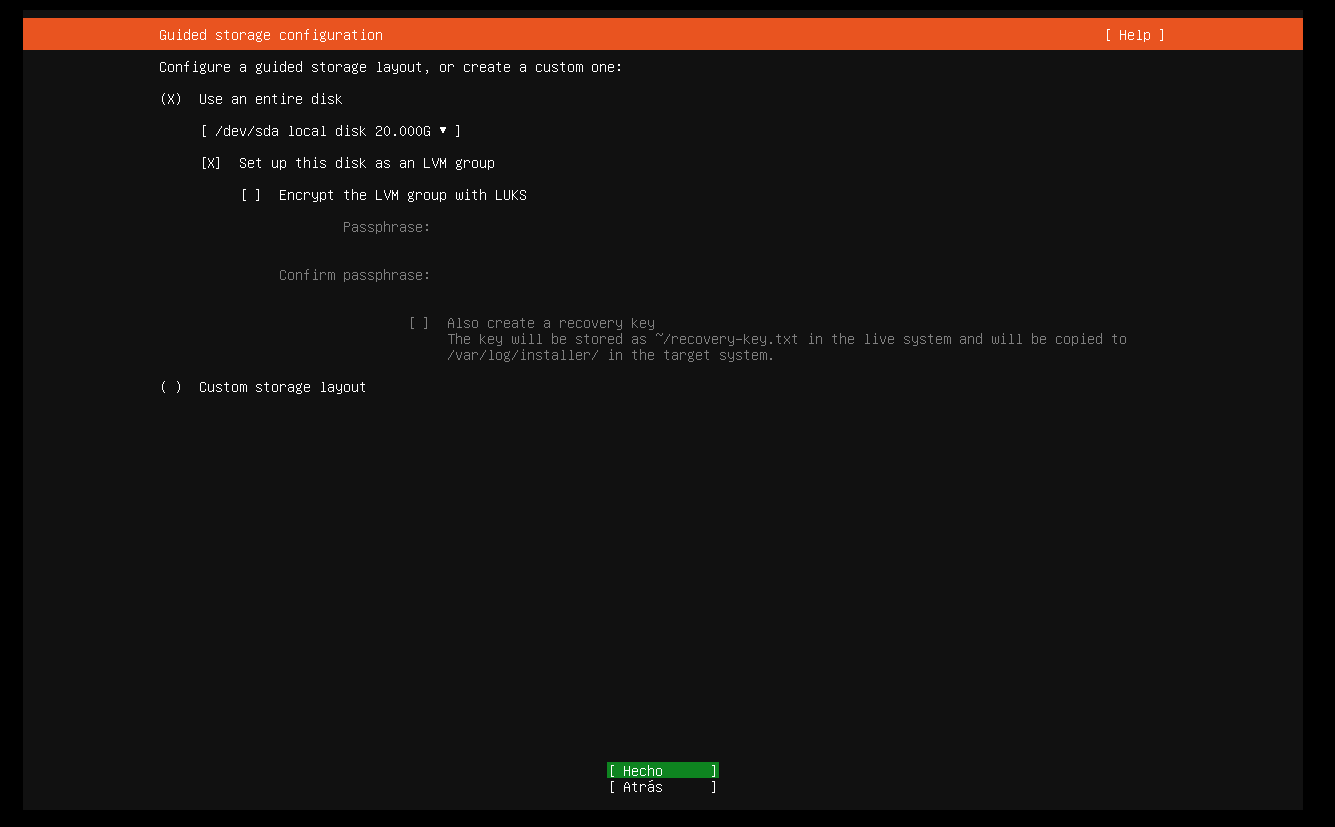 Guided storage configuration [ Help ]
Configure a guided storage layout, or create a custom one:
(X) Use an entire disk
[ /dev/sda local disk 20.000G ▾ ]
[X] Set up this disk as an LVM group
[ ] Encrypt the LVM group with LUKS
Passphrase:
Confirm passphrase:
[ ] Also create a recovery key
The key will be stored as ~/recovery-key.txt in the live system and will be copied to
/var/log/installer/ in the target system.
( ) Custom storage layout
[ Hecho ]
[ Atrás ]